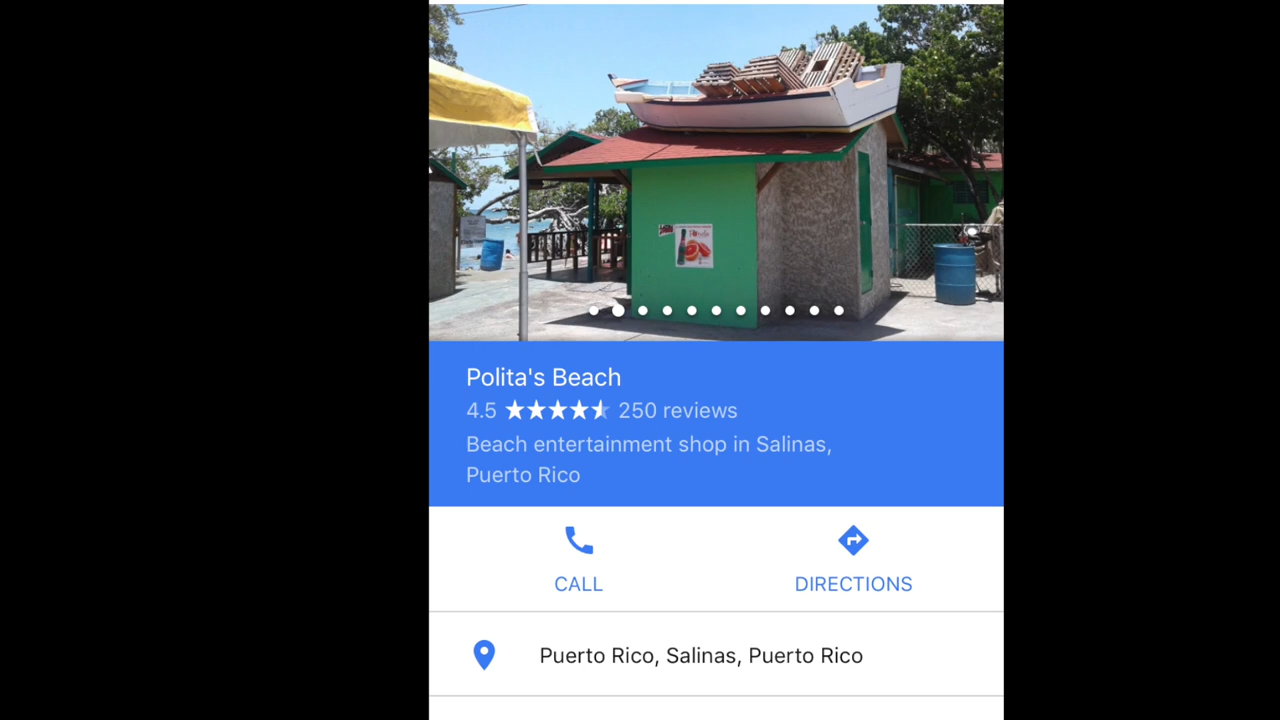 Polita's Beach
4.5 250 reviews
Beach entertainment shop in Salinas,
Puerto Rico
CALL
DIRECTIONS
Puerto Rico, Salinas, Puerto Rico